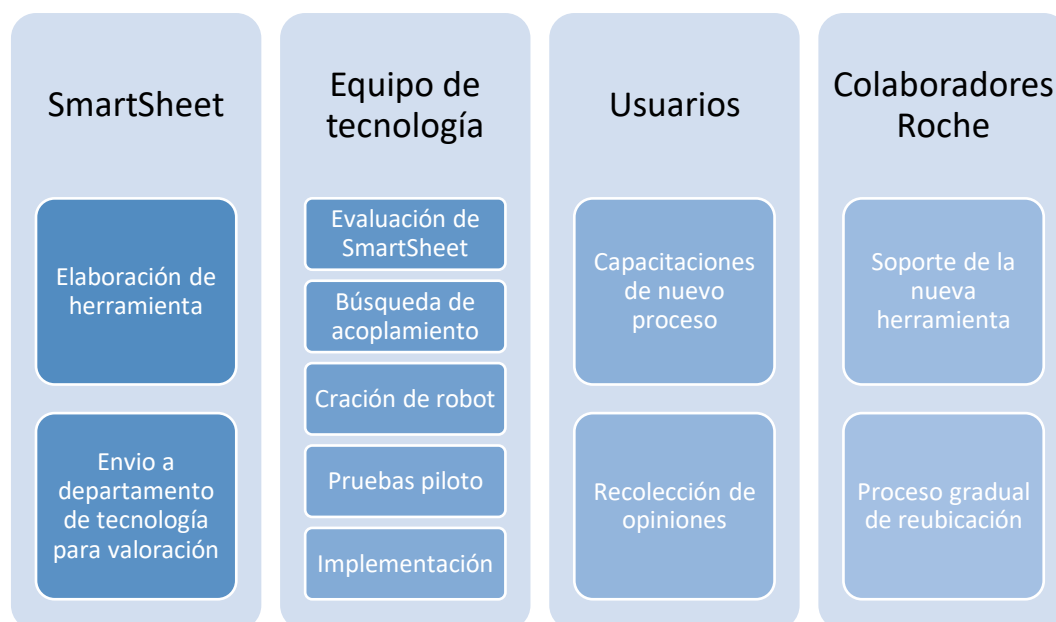 SmartSheet
Elaboración de
herramienta
Envio a
departamento
de tecnología
para valoración
Equipo de
tecnología
Evaluación de
SmartSheet
Búsqueda de
acoplamiento
Cración de robot
Pruebas piloto
Implementación
Usuarios
Capacitaciones
de nuevo
proceso
Recolección de
opiniones
Colaboradores
Roche
Soporte de la
nueva
herramienta
Proceso gradual
de reubicación